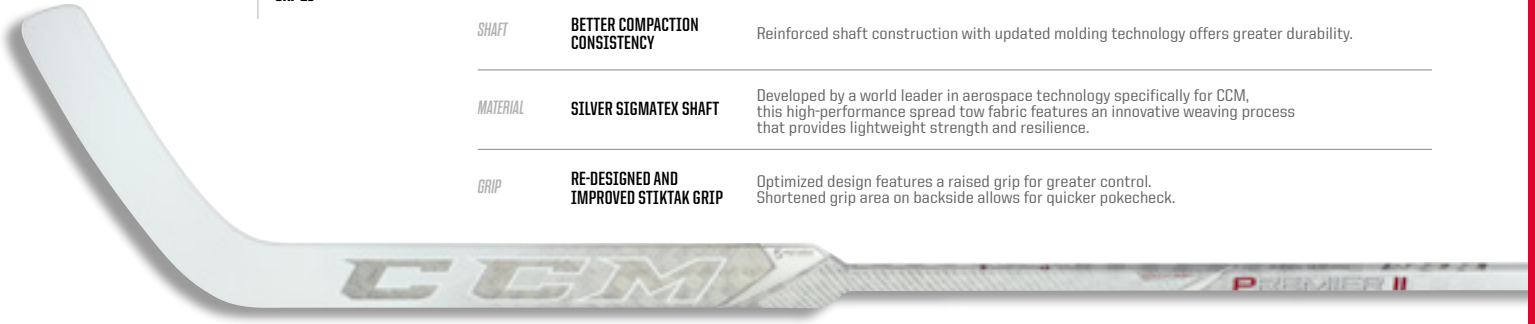 SHAFT
BETTER COMPACTION
CONSISTENCY
Reinforced shaft construction with updated molding technology offers greater durability.
MATERIAL
SILVER SIGMATEX SHAFT
Developed by a world leader in aerospace technology specifically for CCM,
this high-performance spread tow fabric features an innovative weaving process
that provides lightweight strength and resilience.
GRIP
RE-DESIGNED AND
IMPROVED STIKTAK GRIP
Optimized design features a raised grip for greater control.
Shortened grip area on backside allows for quicker pokecheck.
CCM
PREMIER II